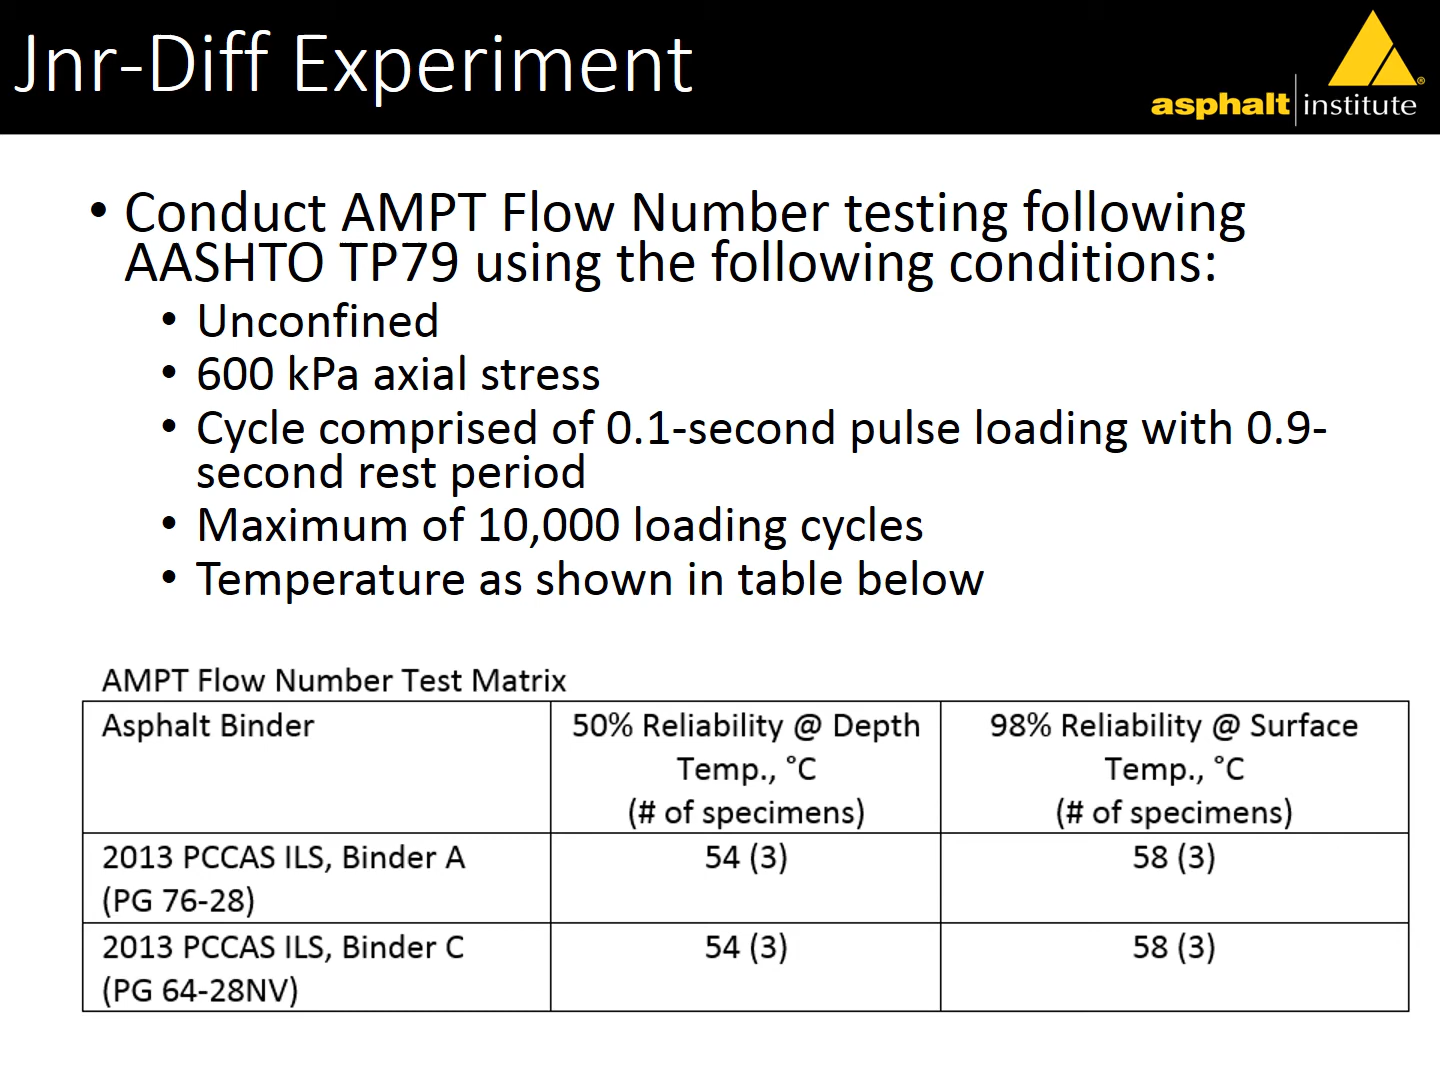 Jnr-Diff Experiment
asphalt institute®
• Conduct AMPT Flow Number testing following
AASHTO TP79 using the following conditions:
• Unconfined
• 600 kPa axial stress
• Cycle comprised of 0.1-second pulse loading with 0.9-
second rest period
• Maximum of 10,000 loading cycles
• Temperature as shown in table below
AMPT Flow Number Test Matrix
Asphalt Binder
50% Reliability @ Depth
Temp., °C
(# of specimens)
98% Reliability @ Surface
Temp., °C
(# of specimens)
2013 PCCAS ILS, Binder A
(PG 76-28)
54 (3)
58 (3)
2013 PCCAS ILS, Binder C
(PG 64-28NV)
54 (3)
58 (3)